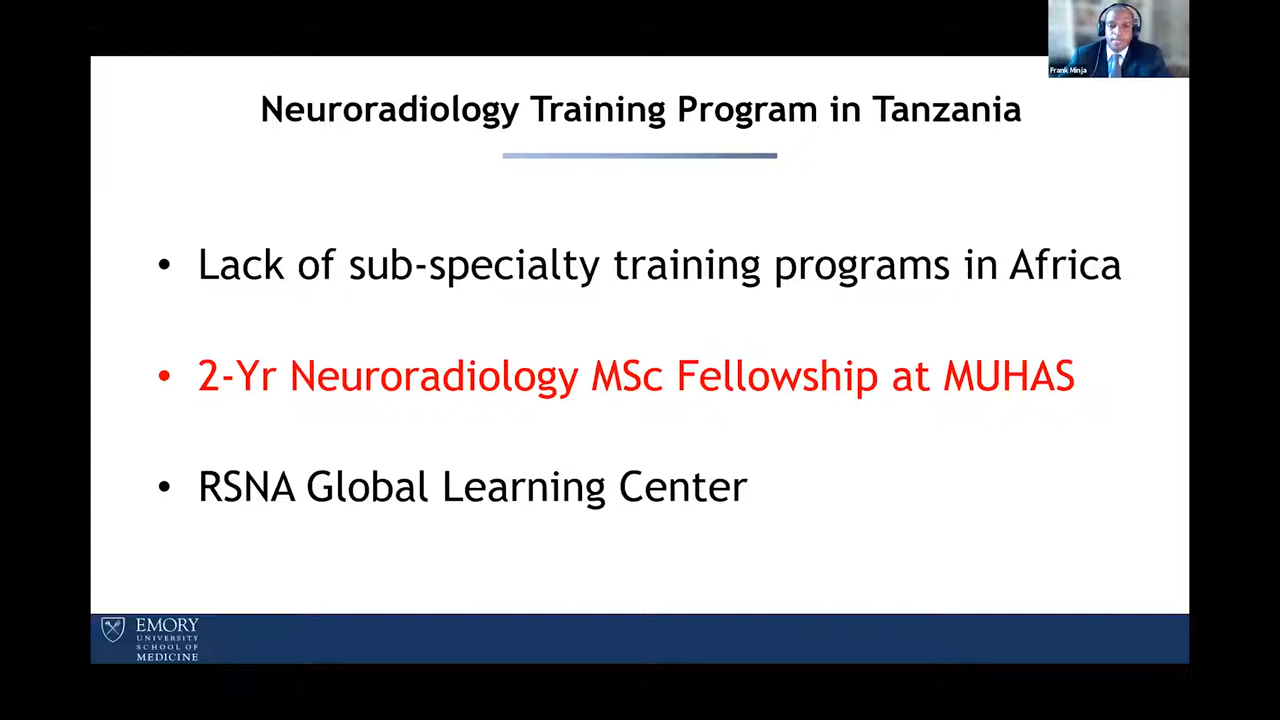 Frank Minja
Neuroradiology Training Program in Tanzania
• Lack of sub-specialty training programs in Africa
• 2-Yr Neuroradiology MSc Fellowship at MUHAS
• RSNA Global Learning Center
EMORY
UNIVERSITY
SCHOOL OF
MEDICINE